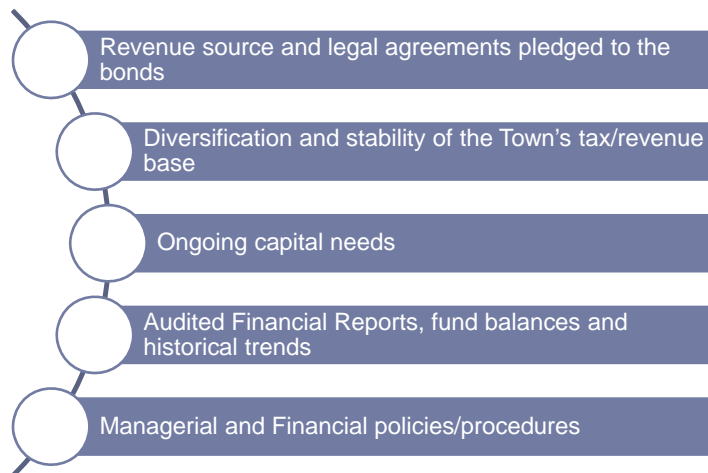 Revenue source and legal agreements pledged to the
bonds
Diversification and stability of the Town’s tax/revenue
base
Ongoing capital needs
Audited Financial Reports, fund balances and
historical trends
Managerial and Financial policies/procedures